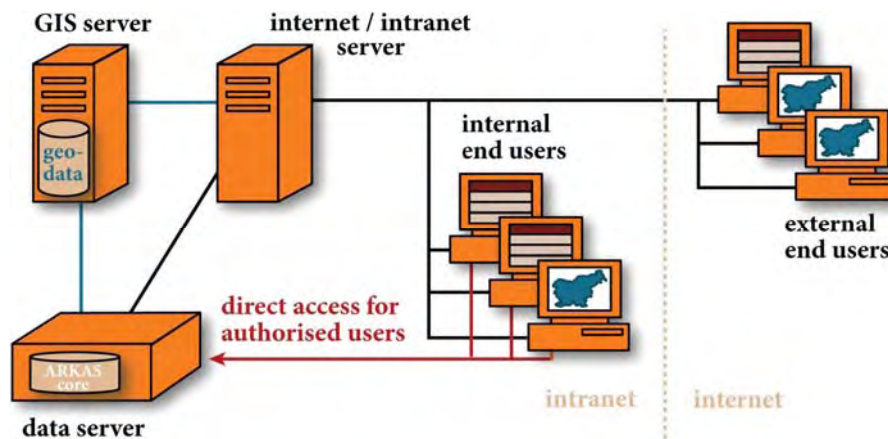 GIS server
internet / intranet
server
geo-
data
internal
end users
external
end users
direct access for
authorised users
ARKAS
core
data server
intranet
internet